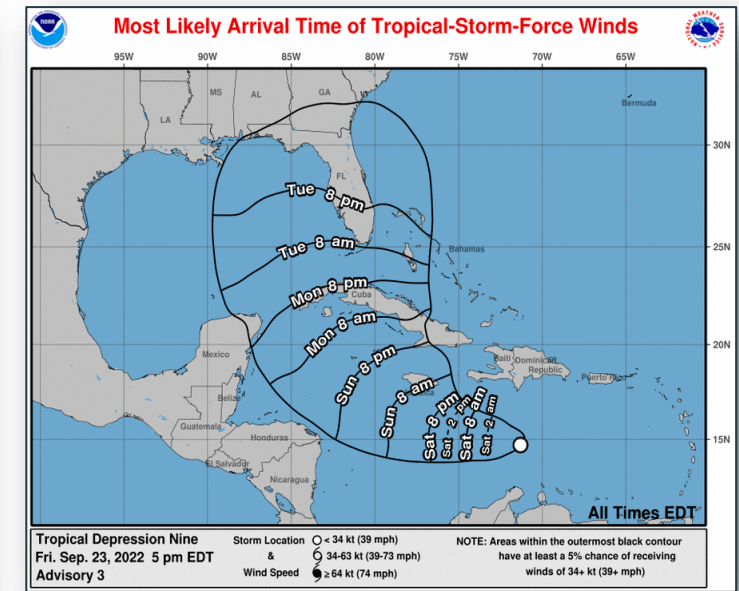 NOAA
Most Likely Arrival Time of Tropical-Storm-Force Winds
95W 90W 85W 80W 75W 70W 65W
MS AL GA
LA
Bermuda
30N
FL
Tue 8 pm
25N
Tue 8 am
Bahamas
Mon 8 pm
Cuba
Mon 8 am
20N
Mexico
Haiti Dominican
Republic
Puerto Rico
Sun 8 pm
Sun 8 am
Belize
Sat 8 pm
Sat 2 pm
Sat 8 am
Sat 2 am
Guatemala
Honduras
15N
El Salvador
Nicaragua
All Times EDT
Tropical Depression Nine
Fri. Sep. 23, 2022 5 pm EDT
Advisory 3
Storm Location
&
Wind Speed
< 34 kt (39 mph)
34-63 kt (39-73 mph)
≥ 64 kt (74 mph)
NOTE: Areas within the outermost black contour
have at least a 5% chance of receiving
winds of 34+ kt (39+ mph)